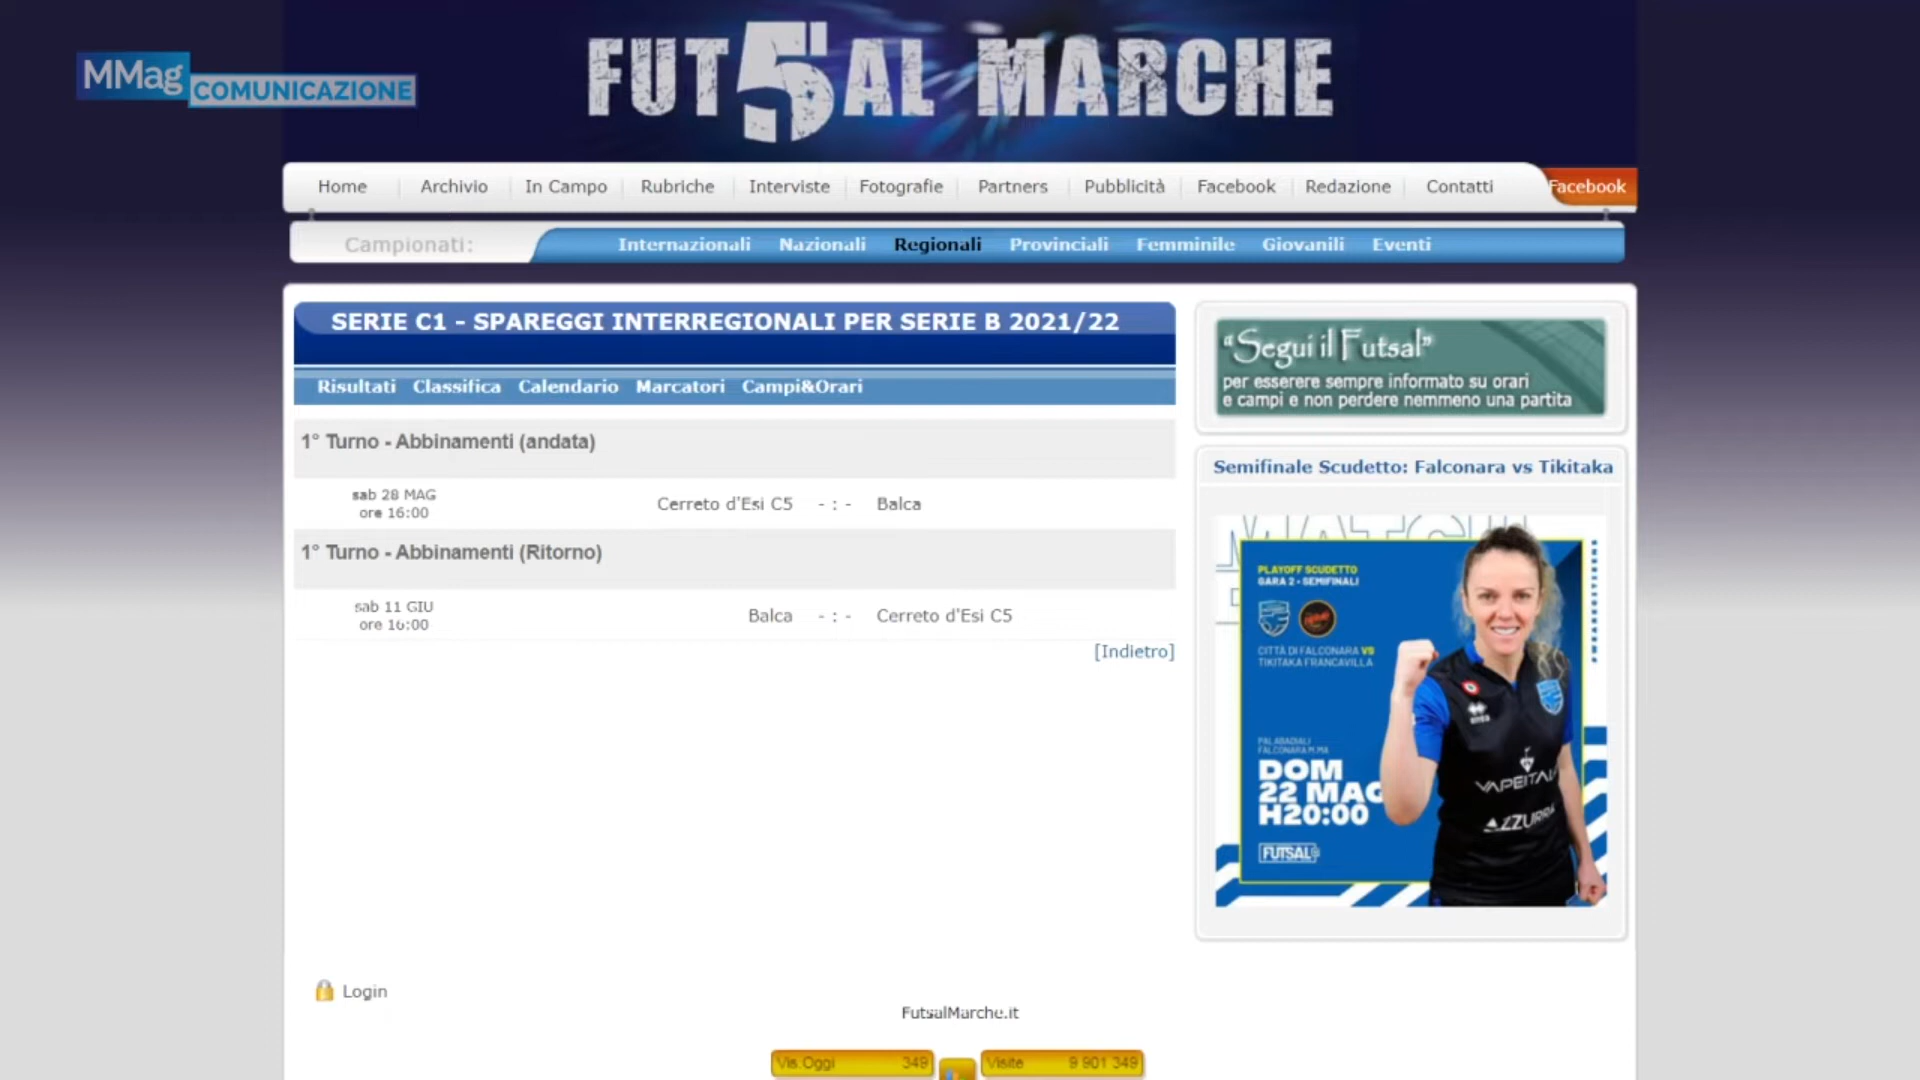 MMag
COMUNICAZIONE
FUT5AL MARCHE
Home Archivio In Campo Rubriche Interviste Fotografie Partners Pubblicità Facebook Redazione Contatti Facebook
Campionati: Internazionali Nazionali Regionali Provinciali Femminile Giovanili Eventi
SERIE C1 - SPAREGGI INTERREGIONALI PER SERIE B 2021/22
Risultati Classifica Calendario Marcatori Campi&Orari
1° Turno - Abbinamenti (andata)
sab 28 MAG
ore 16:00
Cerreto d'Esi C5 - : - Balca
1° Turno - Abbinamenti (Ritorno)
sab 11 GIU
ore 16:00
Balca - : - Cerreto d'Esi C5
[Indietro]
"Segui il Futsal"
per esserere sempre informato su orari
e campi e non perdere nemmeno una partita
Semifinale Scudetto: Falconara vs Tikitaka
PLAYOFF SCUDETTO
GARA 2 - SEMIFINALI
CITTÀ DI FALCONARA VS
TIKITAKA FRANCAVILLA
PALABADIALI
FALCONARA M.MA
DOM
22 MAG
H20:00
FUTSAL
VAPEITALY
AZZURRA
Login
FutsalMarche.it
Vis.Oggi 349
Visite 9 901 349